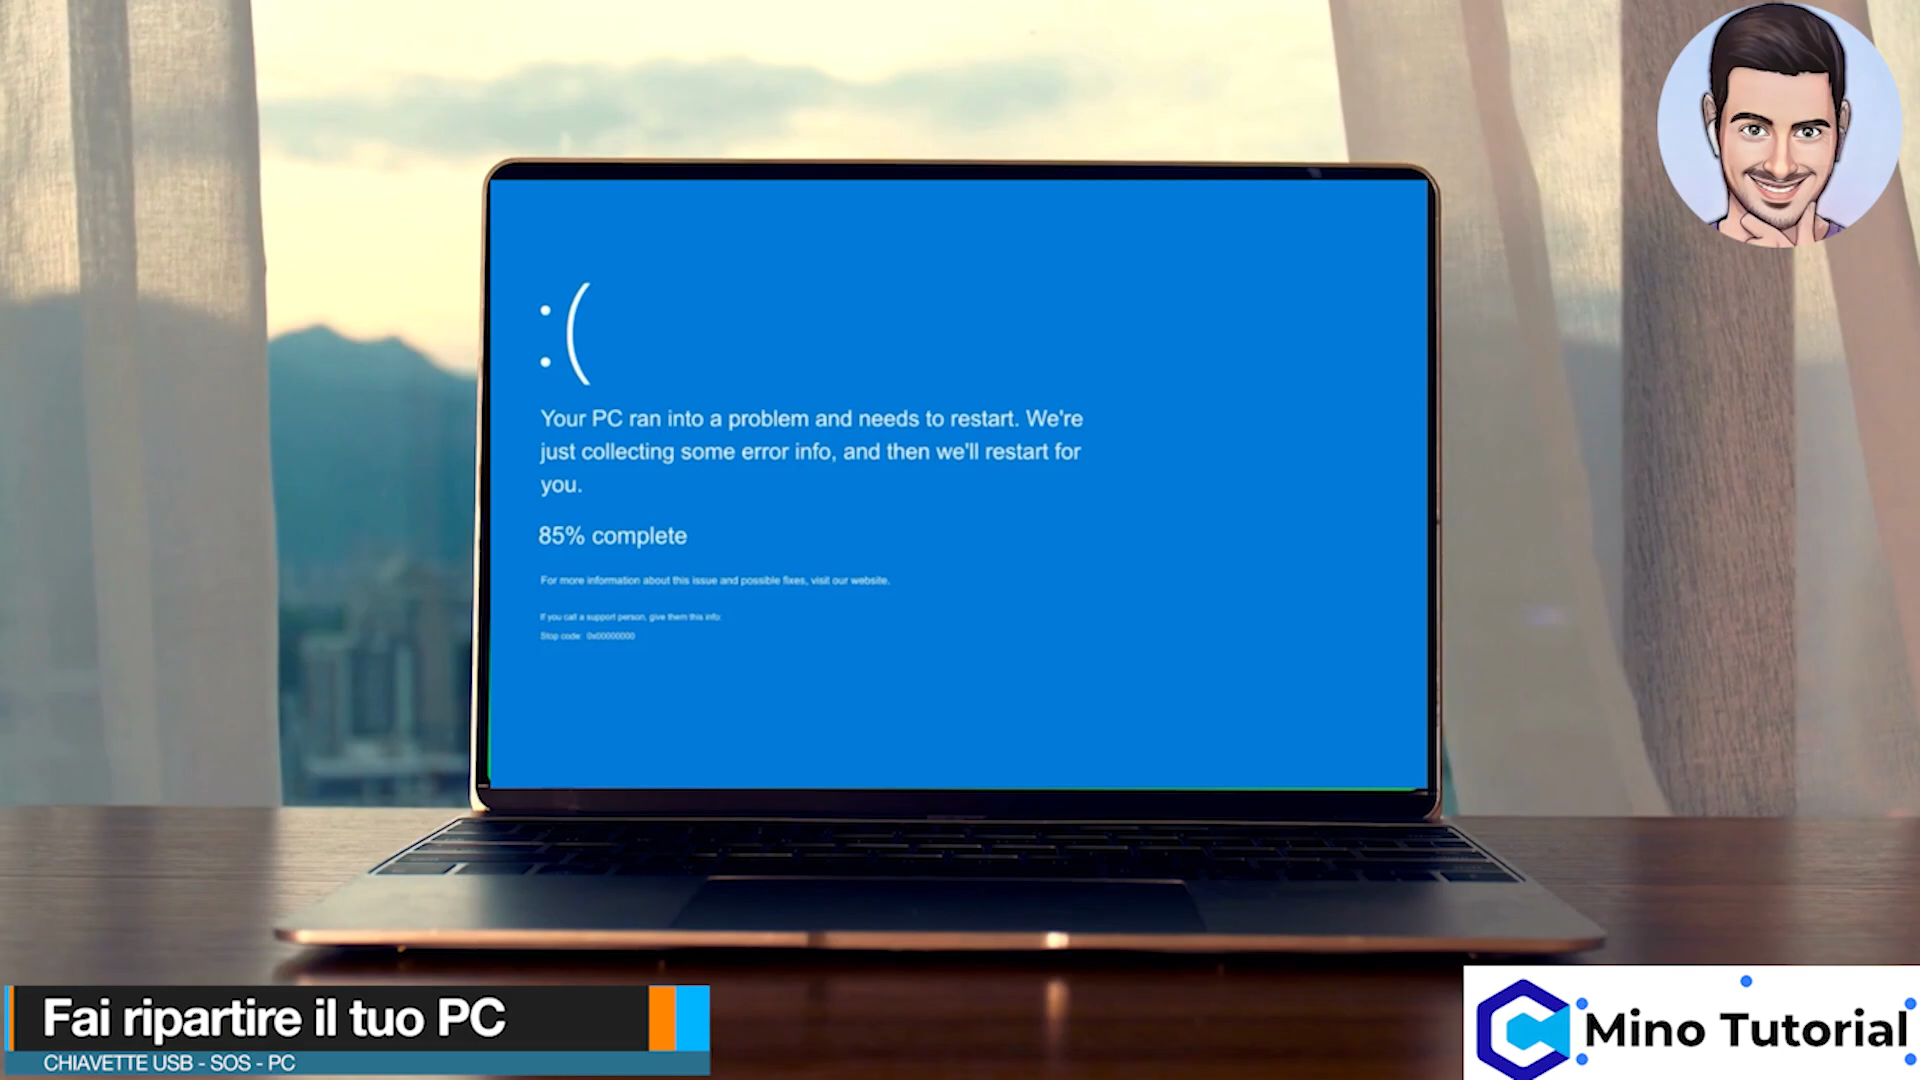 :(
Your PC ran into a problem and needs to restart. We're
just collecting some error info, and then we'll restart for
you.
85% complete
For more information about this issue and possible fixes, visit our website.
If you call a support person, give them this info:
Stop code: 0x00000000
Fai ripartire il tuo PC
CHIAVETTE USB - SOS - PC
Mino Tutorial